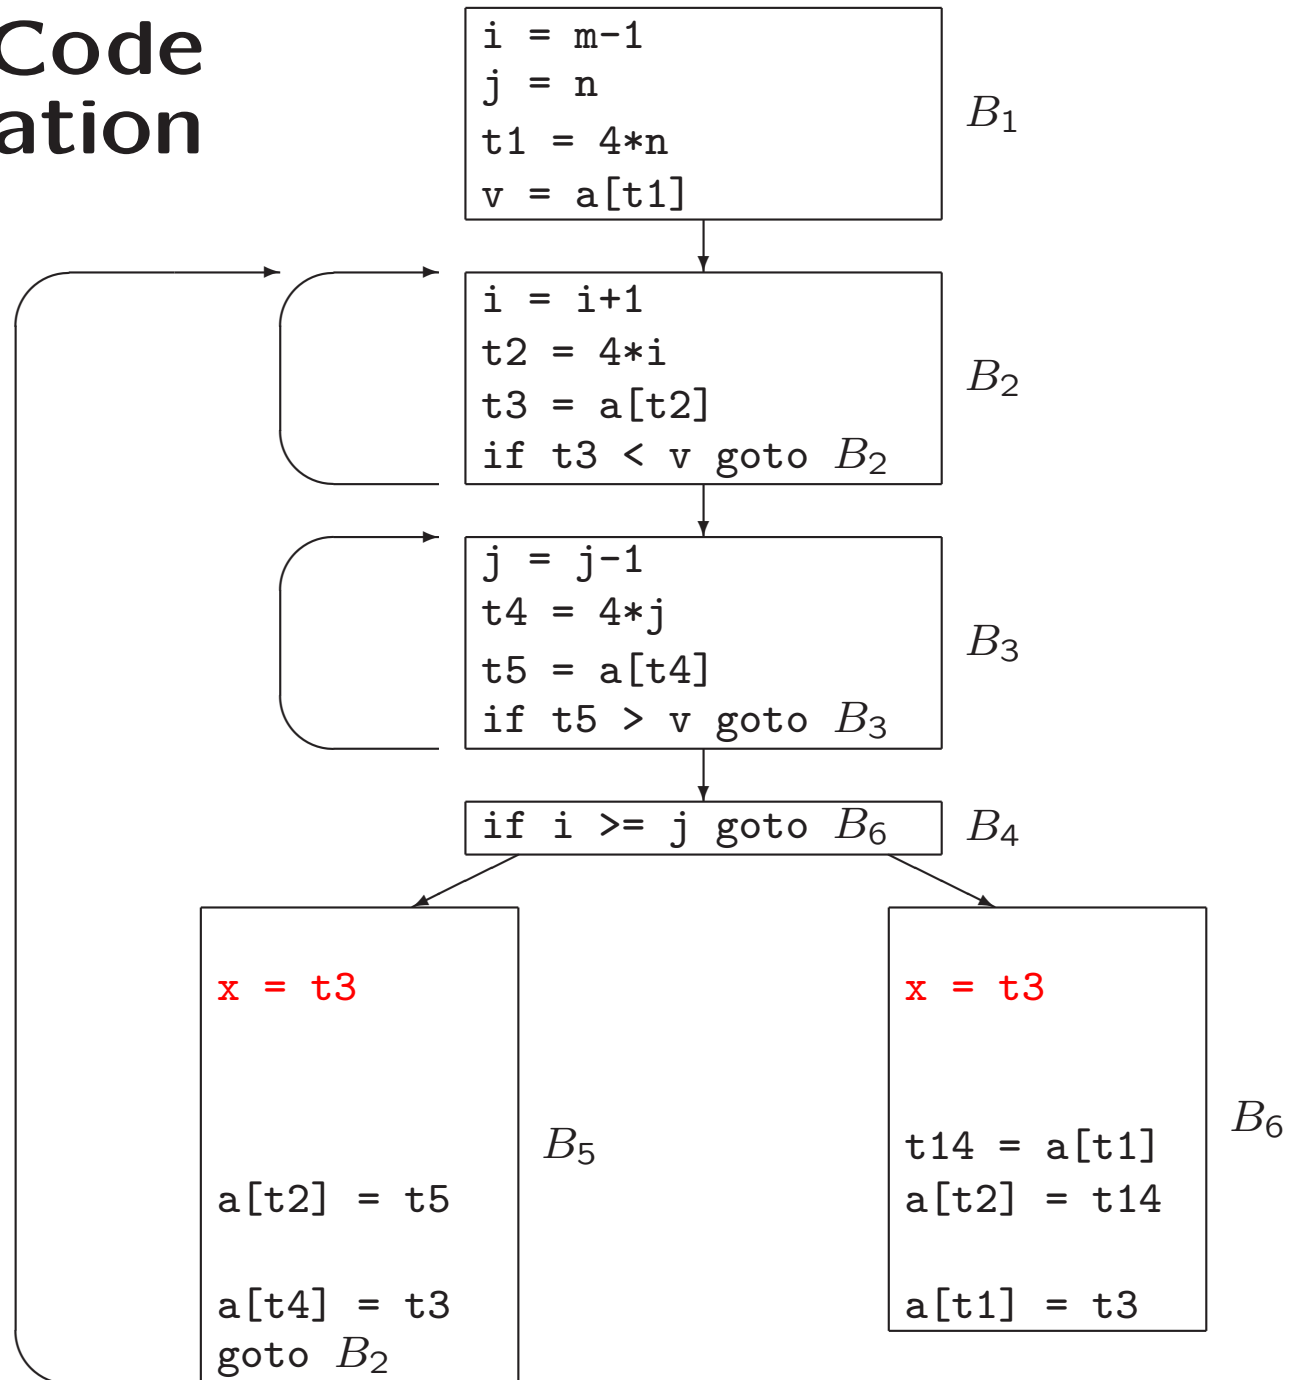 Code
ation
i = m-1
j = n
t1 = 4*n
v = a[t1]
B₁
i = i+1
t2 = 4*i
t3 = a[t2]
if t3 < v goto B₂
B₂
j = j-1
t4 = 4*j
t5 = a[t4]
if t5 > v goto B₃
B₃
if i >= j goto B₆
B₄
x = t3
a[t2] = t5
a[t4] = t3
goto B₂
B₅
x = t3
t14 = a[t1]
a[t2] = t14
a[t1] = t3
B₆